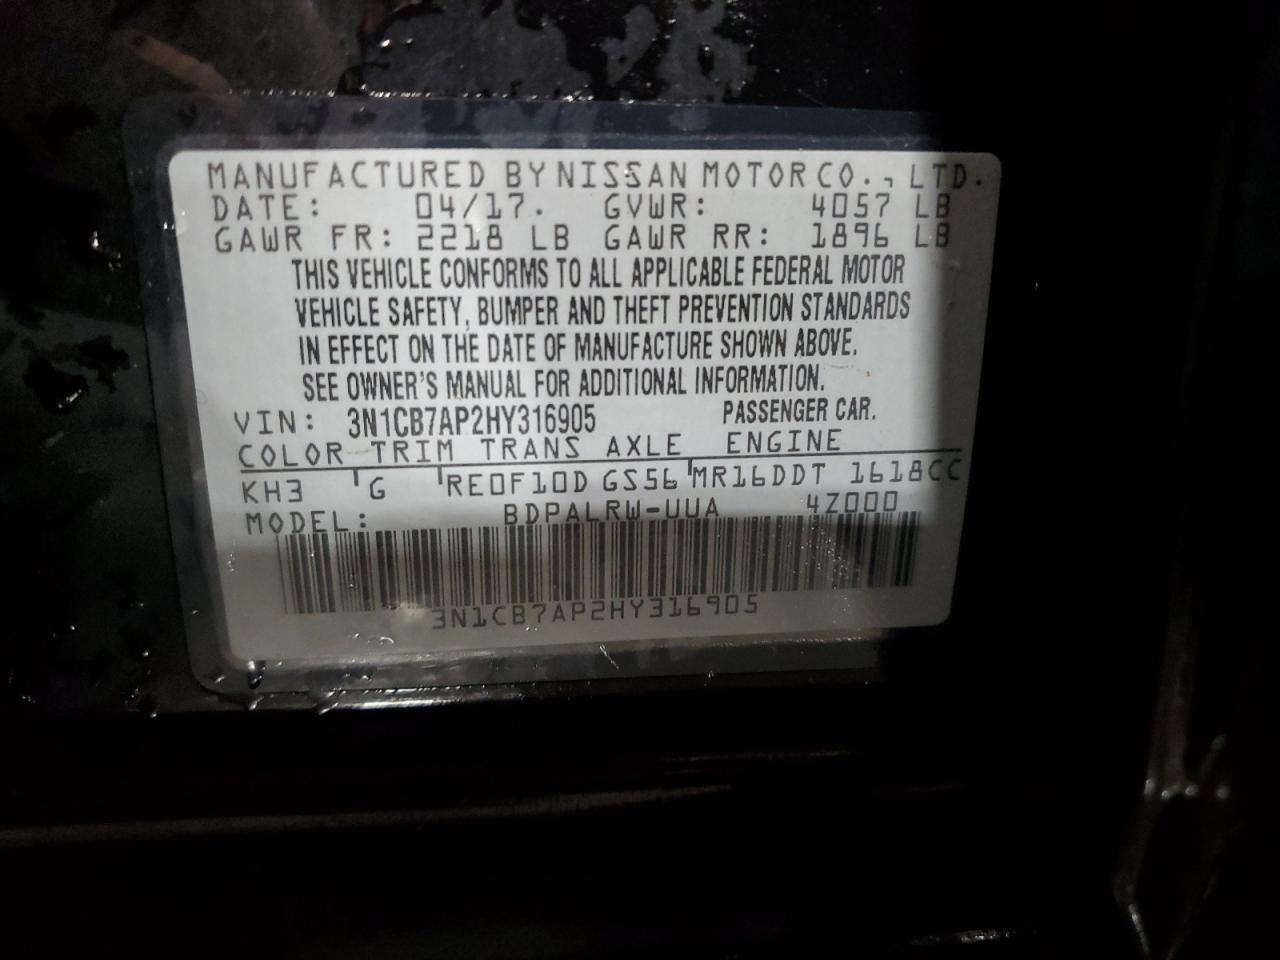 MANUFACTURED BY NISSAN MOTOR CO., LTD.
DATE: 04/17. GVWR: 4057 LB
GAWR FR: 2218 LB GAWR RR: 1896 LB
THIS VEHICLE CONFORMS TO ALL APPLICABLE FEDERAL MOTOR
VEHICLE SAFETY, BUMPER AND THEFT PREVENTION STANDARDS
IN EFFECT ON THE DATE OF MANUFACTURE SHOWN ABOVE.
SEE OWNER'S MANUAL FOR ADDITIONAL INFORMATION.
VIN: 3N1CB7AP2HY316905 PASSENGER CAR.
COLOR TRIM TRANS AXLE ENGINE
KH3 G RE0F10D GS56 MR16DDT 1618CC
MODEL: BDPALRW-UUA 4Z000
3N1CB7AP2HY316905